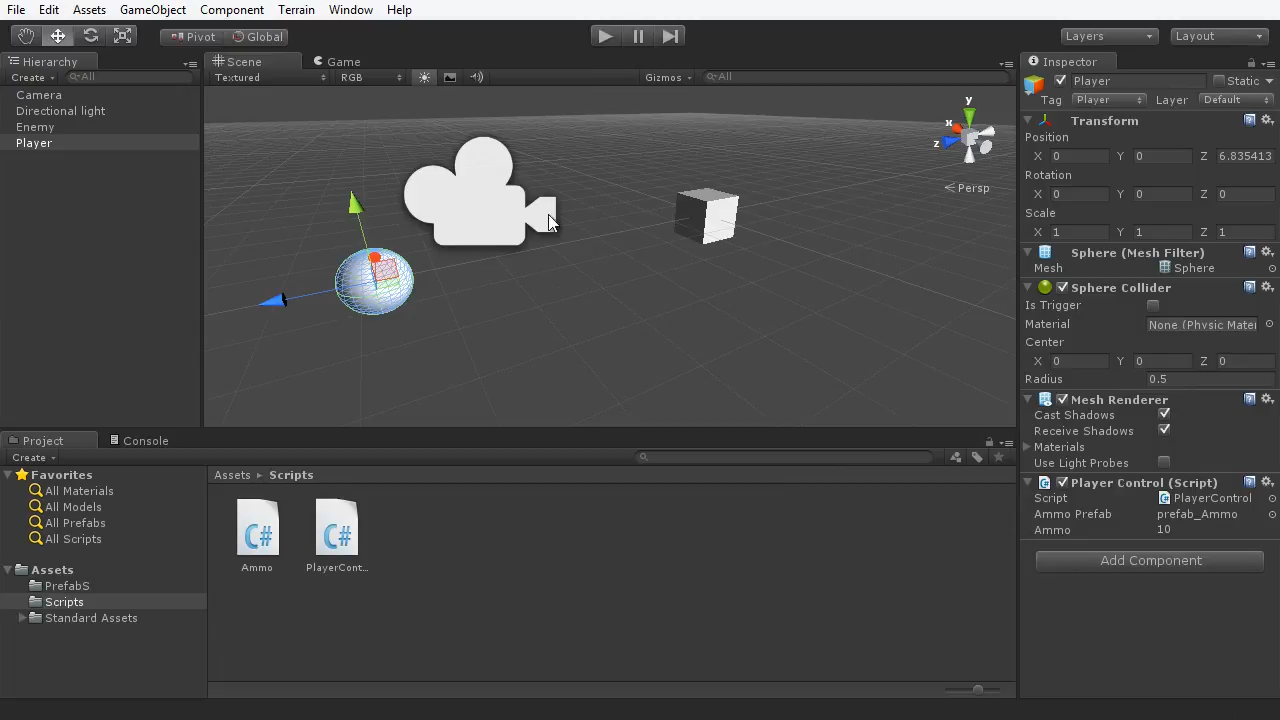 File Edit Assets GameObject Component Terrain Window Help
Pivot Global Layers Layout
Hierarchy Scene Game Inspector
Create All Textured RGB Gizmos All
Player Static
Tag Player Layer Default
Camera
Directional light
Enemy
Player
y
x
z
Persp
Transform
Position
X 0 Y 0 Z 6.835413
Rotation
X 0 Y 0 Z 0
Scale
X 1 Y 1 Z 1
Sphere (Mesh Filter)
Mesh Sphere
Sphere Collider
Is Trigger
Material None (Physic Mater
Center
X 0 Y 0 Z 0
Radius 0.5
Mesh Renderer
Cast Shadows
Receive Shadows
Materials
Use Light Probes
Player Control (Script)
Script PlayerControl
Ammo Prefab prefab_Ammo
Ammo 10
Add Component
Project Console
Create
Favorites
All Materials
All Models
All Prefabs
All Scripts
Assets
PrefabS
Scripts
Standard Assets
Assets Scripts
C# C#
Ammo PlayerCont...